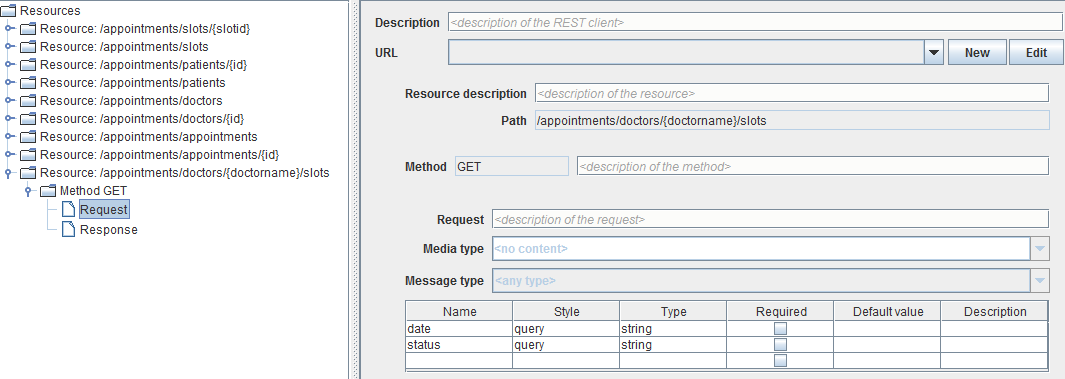 Resources
Resource: /appointments/slots/{slotid}
Resource: /appointments/slots
Resource: /appointments/patients/{id}
Resource: /appointments/patients
Resource: /appointments/doctors
Resource: /appointments/doctors/{id}
Resource: /appointments/appointments
Resource: /appointments/appointments/{id}
Resource: /appointments/doctors/{doctorname}/slots
Method GET
Request
Response
Description <description of the REST client>
URL New Edit
Resource description <description of the resource>
Path /appointments/doctors/{doctorname}/slots
Method GET <description of the method>
Request <description of the request>
Media type <no content>
Message type <any type>
Name Style Type Required Default value Description
date query string
status query string